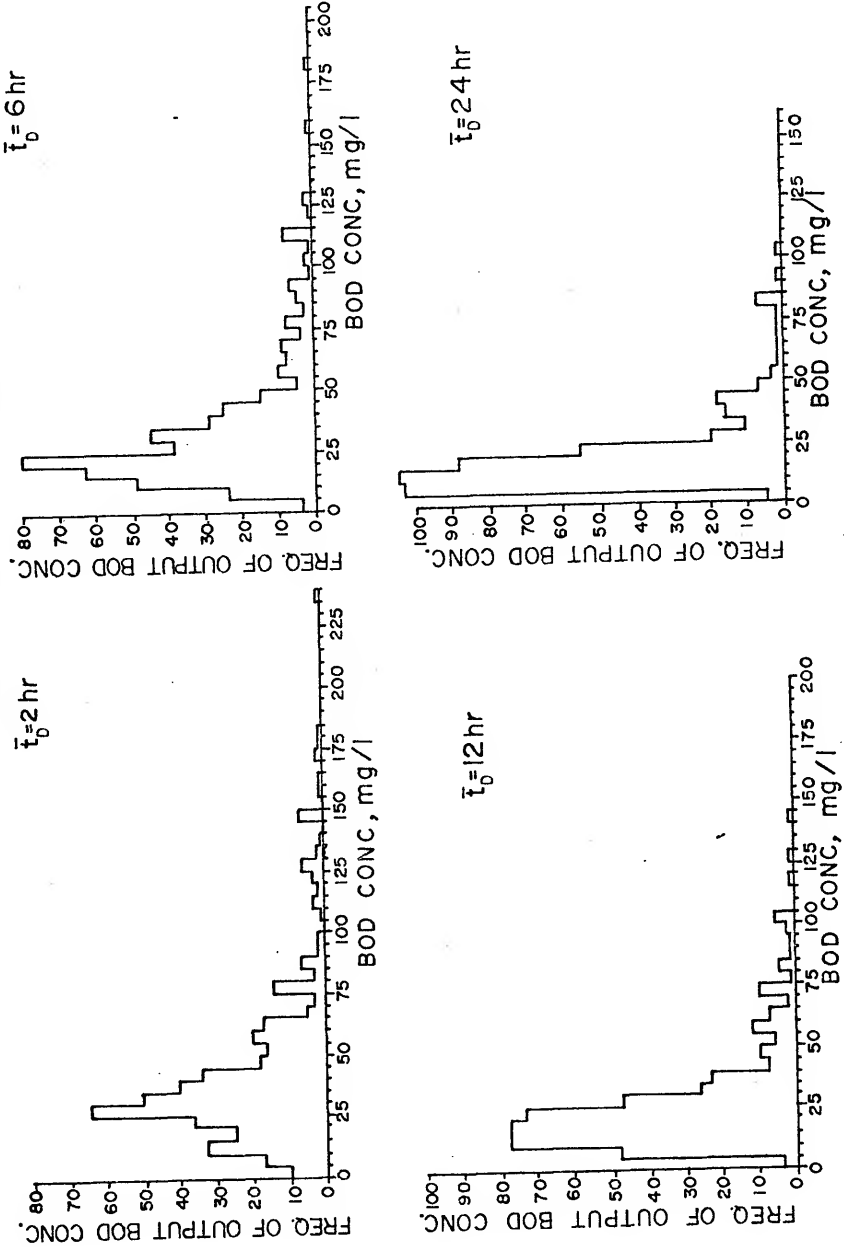 t̄_D=2hr
FREQ. OF OUTPUT BOD CONC.
80 70 60 50 40 30 20 10 0
0 25 50 75 100 125 150 175 200 225
BOD CONC, mg/l
t̄_D=6hr
FREQ. OF OUTPUT BOD CONC.
80 70 60 50 40 30 20 10 0
0 25 50 75 100 125 150 175 200
BOD CONC, mg/l
t̄_D=12hr
FREQ. OF OUTPUT BOD CONC.
100 90 80 70 60 50 40 30 20 10 0
0 25 50 75 100 125 150 175 200
BOD CONC, mg/l
t̄_D=24hr
FREQ. OF OUTPUT BOD CONC.
100 90 80 70 60 50 40 30 20 10 0
0 25 50 75 100 125 150
BOD CONC, mg/l